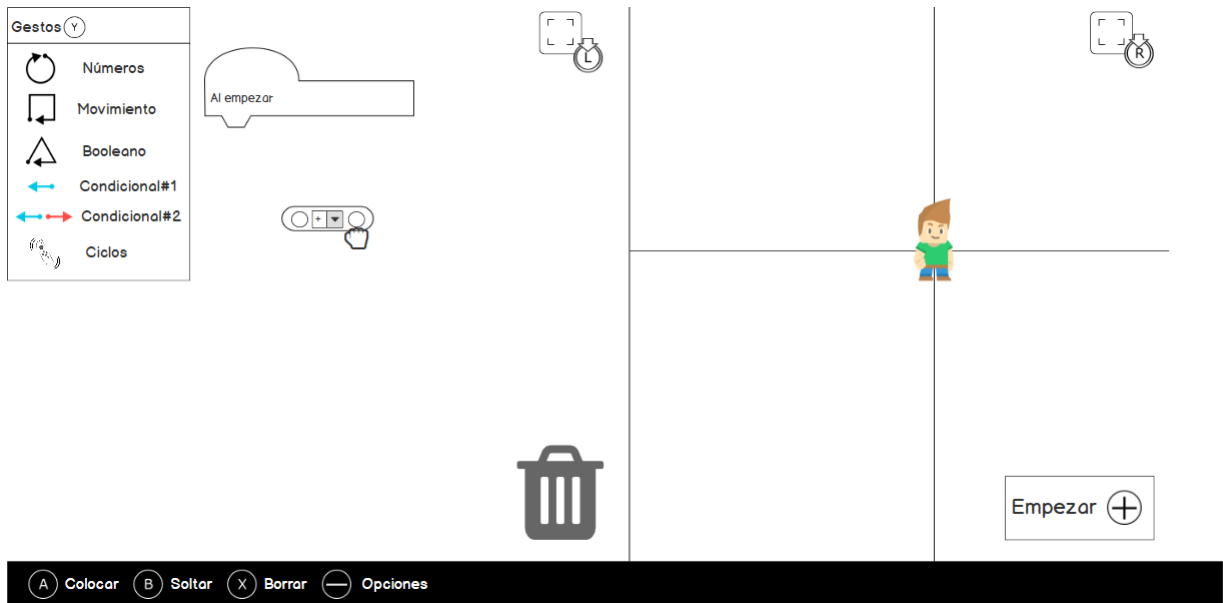 Gestos Y
Números
Movimiento
Booleano
Condicional#1
Condicional#2
Ciclos
Al empezar
+
L
R
Empezar +
A Colocar B Soltar X Borrar — Opciones